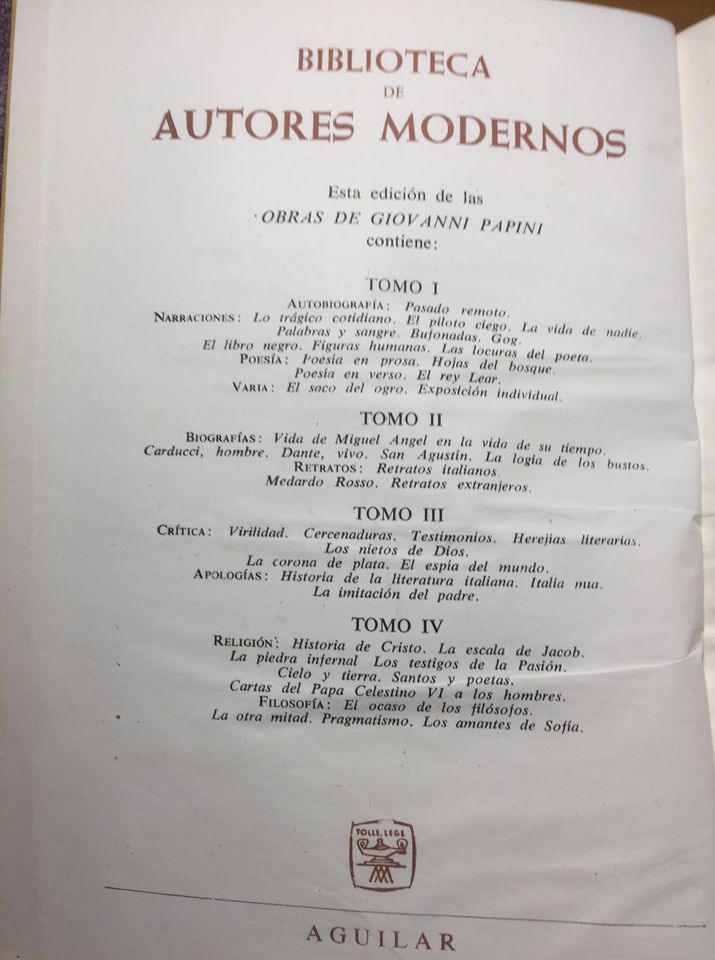 BIBLIOTECA
DE
AUTORES MODERNOS
Esta edición de las
OBRAS DE GIOVANNI PAPINI
contiene:
TOMO I
AUTOBIOGRAFÍA: Pasado remoto.
NARRACIONES: Lo trágico cotidiano. El piloto ciego. La vida de nadie.
Palabras y sangre. Bufonadas. Gog.
El libro negro. Figuras humanas. Las locuras del poeta.
POESÍA: Poesía en prosa. Hojas del bosque.
Poesía en verso. El rey Lear.
VARIA: El saco del ogro. Exposición individual.
TOMO II
BIOGRAFÍAS: Vida de Miguel Angel en la vida de su tiempo.
Carducci, hombre. Dante, vivo. San Agustín. La logia de los bustos.
RETRATOS: Retratos italianos.
Medardo Rosso. Retratos extranjeros.
TOMO III
CRÍTICA: Virilidad. Cercenaduras. Testimonios. Herejías literarias.
Los nietos de Dios.
La corona de plata. El espía del mundo.
APOLOGÍAS: Historia de la literatura italiana. Italia mia.
La imitación del padre.
TOMO IV
RELIGIÓN: Historia de Cristo. La escala de Jacob.
La piedra infernal Los testigos de la Pasión.
Cielo y tierra. Santos y poetas.
Cartas del Papa Celestino VI a los hombres.
FILOSOFÍA: El ocaso de los filósofos.
La otra mitad. Pragmatismo. Los amantes de Sofía.
TOLLE, LEGE
AGUILAR